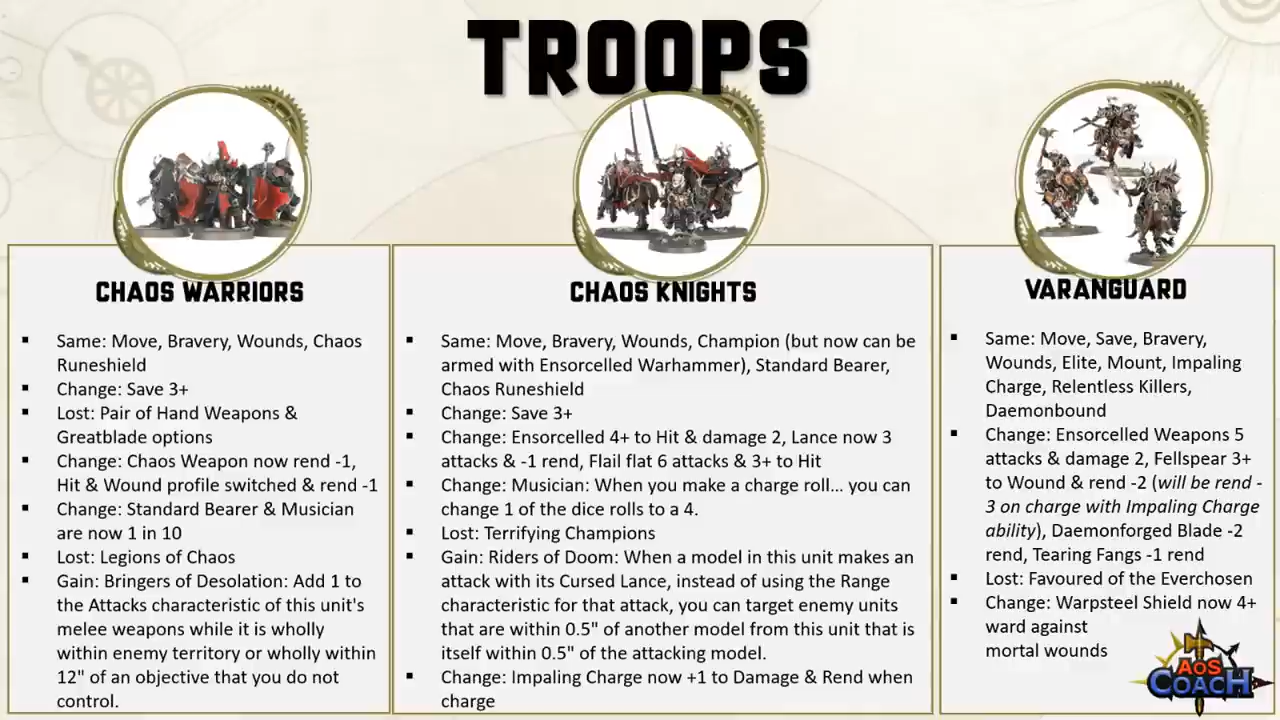 TROOPS
CHAOS WARRIORS
▪ Same: Move, Bravery, Wounds, Chaos
Runeshield
▪ Change: Save 3+
▪ Lost: Pair of Hand Weapons &
Greatblade options
▪ Change: Chaos Weapon now rend -1,
Hit & Wound profile switched & rend -1
▪ Change: Standard Bearer & Musician
are now 1 in 10
▪ Lost: Legions of Chaos
▪ Gain: Bringers of Desolation: Add 1 to
the Attacks characteristic of this unit's
melee weapons while it is wholly
within enemy territory or wholly within
12" of an objective that you do not
control.
CHAOS KNIGHTS
▪ Same: Move, Bravery, Wounds, Champion (but now can be
armed with Ensorcelled Warhammer), Standard Bearer,
Chaos Runeshield
▪ Change: Save 3+
▪ Change: Ensorcelled 4+ to Hit & damage 2, Lance now 3
attacks & -1 rend, Flail flat 6 attacks & 3+ to Hit
▪ Change: Musician: When you make a charge roll... you can
change 1 of the dice rolls to a 4.
▪ Lost: Terrifying Champions
▪ Gain: Riders of Doom: When a model in this unit makes an
attack with its Cursed Lance, instead of using the Range
characteristic for that attack, you can target enemy units
that are within 0.5" of another model from this unit that is
itself within 0.5" of the attacking model.
▪ Change: Impaling Charge now +1 to Damage & Rend when
charge
VARANGUARD
▪ Same: Move, Save, Bravery,
Wounds, Elite, Mount, Impaling
Charge, Relentless Killers,
Daemonbound
▪ Change: Ensorcelled Weapons 5
attacks & damage 2, Fellspear 3+
to Wound & rend -2 (will be rend -
3 on charge with Impaling Charge
ability), Daemonforged Blade -2
rend, Tearing Fangs -1 rend
▪ Lost: Favoured of the Everchosen
▪ Change: Warpsteel Shield now 4+
ward against
mortal wounds
AoS
COACH